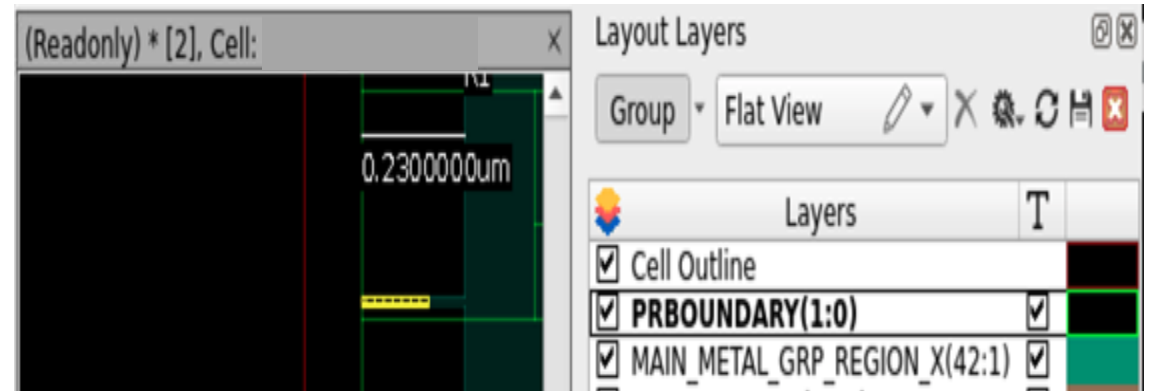 (Readonly) * [2], Cell:
0.2300000um
Layout Layers
Group
Flat View
Layers
T
Cell Outline
PRBOUNDARY(1:0)
MAIN_METAL_GRP_REGION_X(42:1)